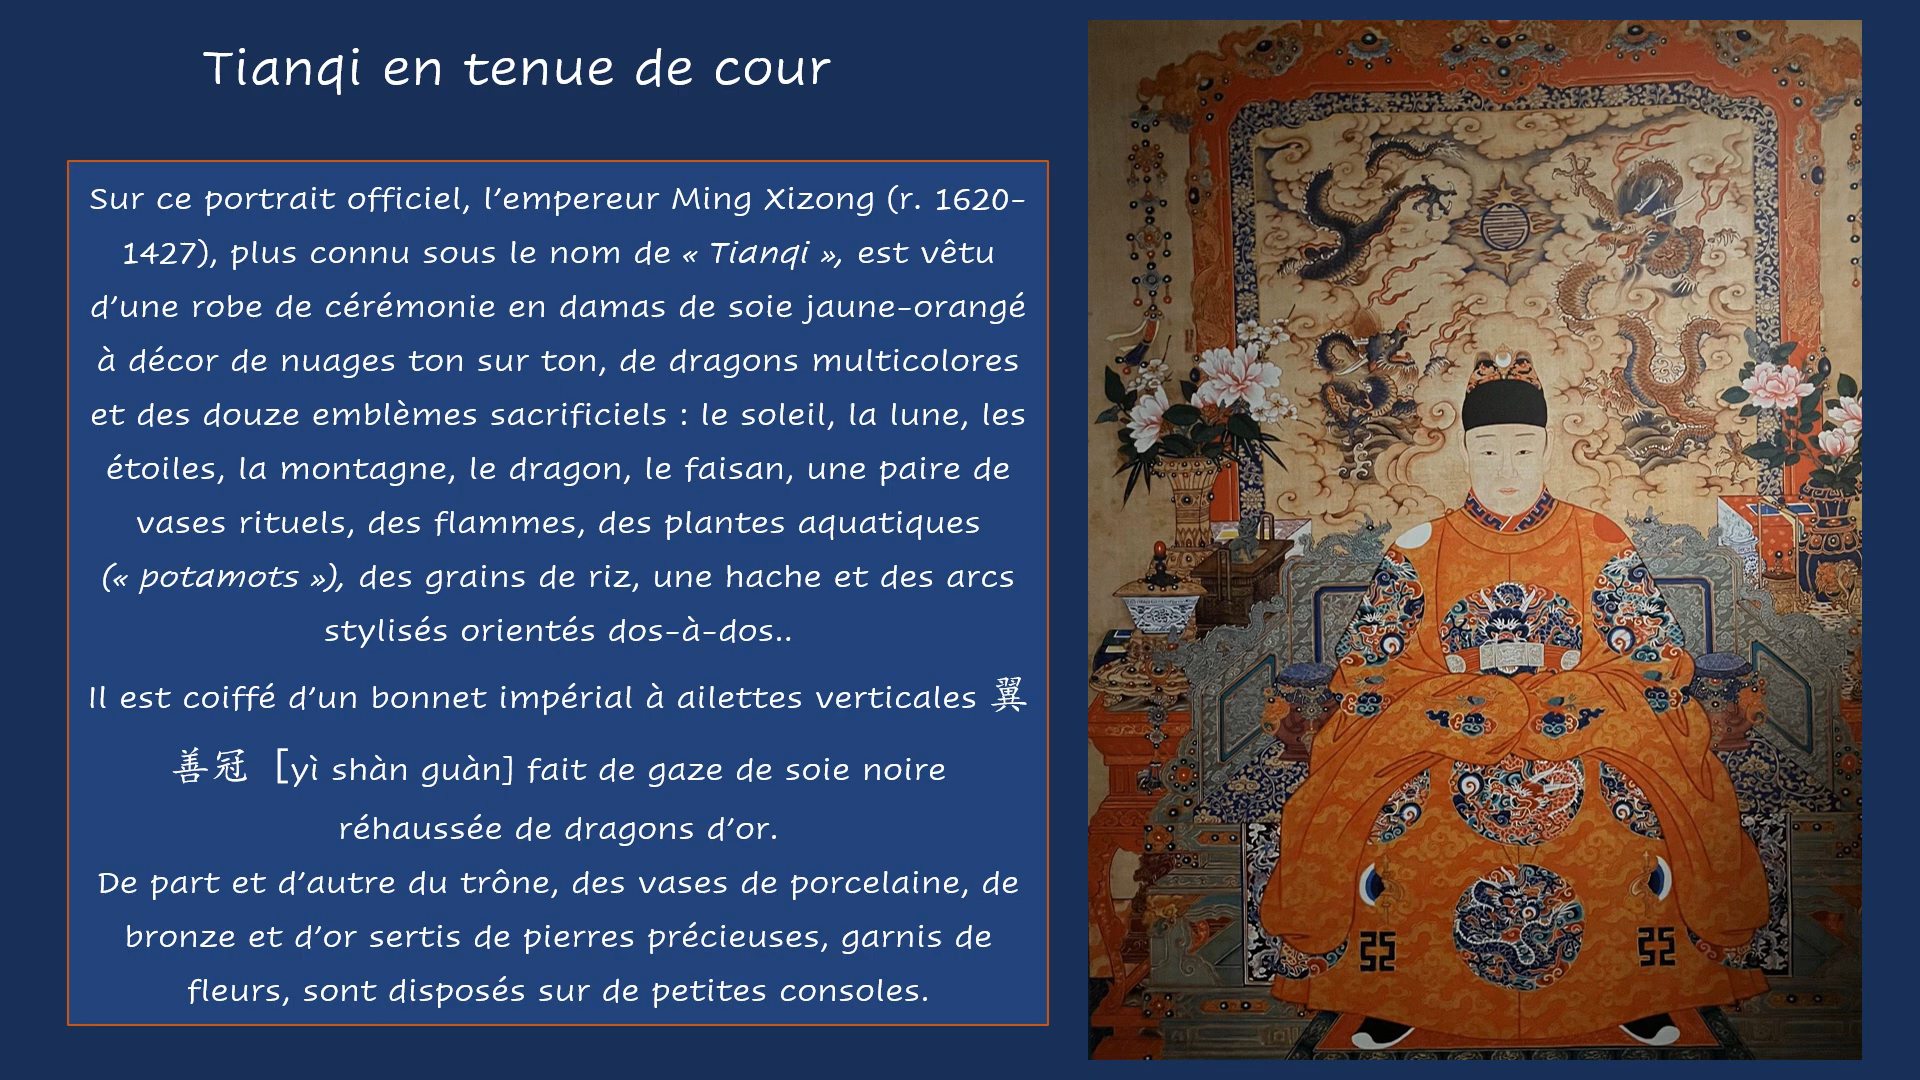 Tianqi en tenue de cour
Sur ce portrait officiel, l’empereur Ming Xizong (r. 1620-
1427), plus connu sous le nom de « Tianqi », est vêtu
d’une robe de cérémonie en damas de soie jaune-orangé
à décor de nuages ton sur ton, de dragons multicolores
et des douze emblèmes sacrificiels : le soleil, la lune, les
étoiles, la montagne, le dragon, le faisan, une paire de
vases rituels, des flammes, des plantes aquatiques
(« potamots »), des grains de riz, une hache et des arcs
stylisés orientés dos-à-dos..
Il est coiffé d’un bonnet impérial à ailettes verticales 翼
善冠 [yì shàn guàn] fait de gaze de soie noire
réhaussée de dragons d’or.
De part et d’autre du trône, des vases de porcelaine, de
bronze et d’or sertis de pierres précieuses, garnis de
fleurs, sont disposés sur de petites consoles.